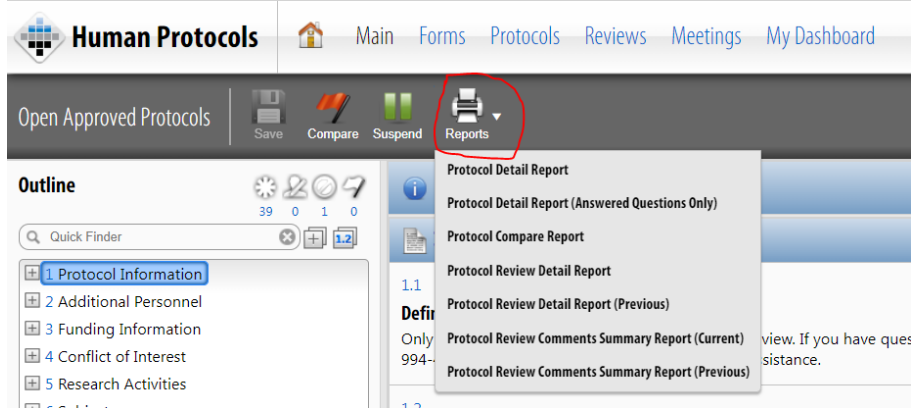 Human Protocols Main Forms Protocols Reviews Meetings My Dashboard
Open Approved Protocols Save Compare Suspend Reports
Outline
39 0 1 0
Quick Finder 1.2
1 Protocol Information
2 Additional Personnel
3 Funding Information
4 Conflict of Interest
5 Research Activities
Protocol Detail Report
Protocol Detail Report (Answered Questions Only)
Protocol Compare Report
Protocol Review Detail Report
Protocol Review Detail Report (Previous)
Protocol Review Comments Summary Report (Current)
Protocol Review Comments Summary Report (Previous)
1.1
Defin
Only view. If you have ques
994- sistance.